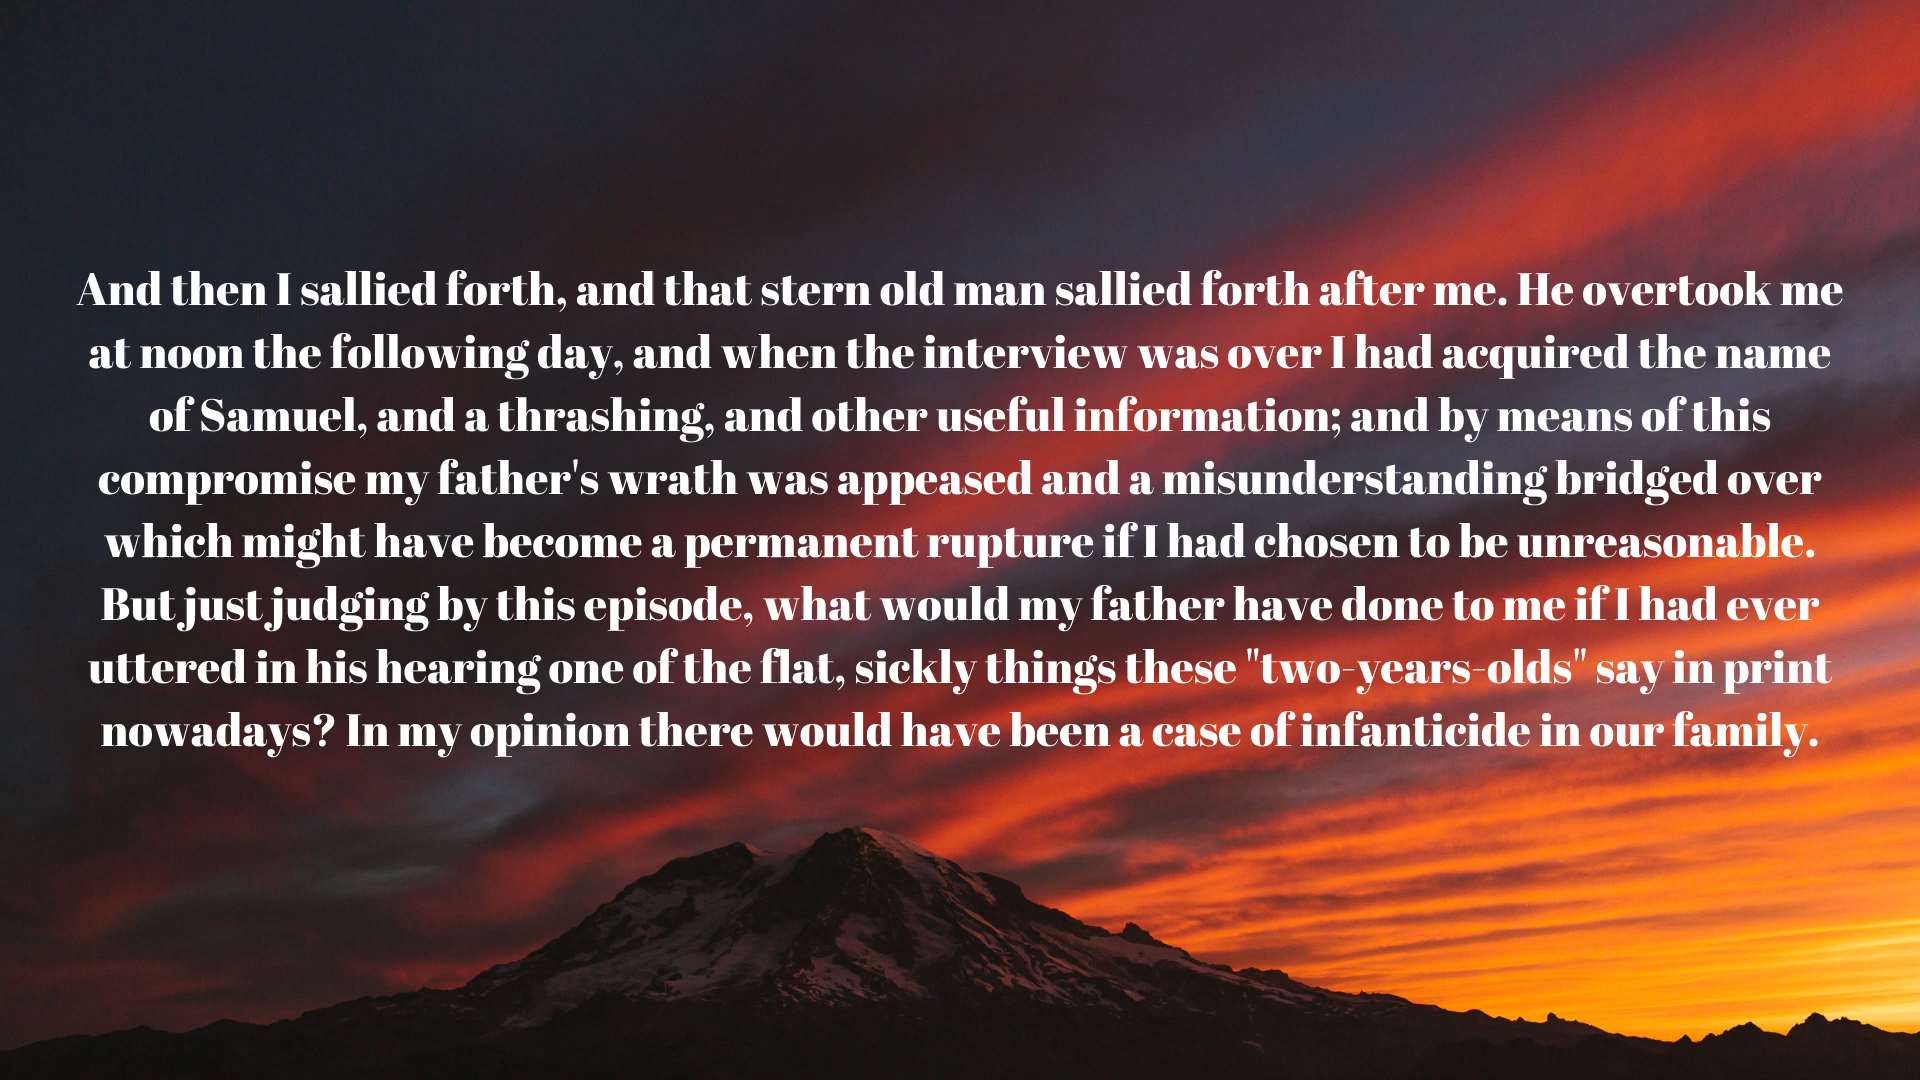 And then I sallied forth, and that stern old man sallied forth after me. He overtook me
at noon the following day, and when the interview was over I had acquired the name
of Samuel, and a thrashing, and other useful information; and by means of this
compromise my father's wrath was appeased and a misunderstanding bridged over
which might have become a permanent rupture if I had chosen to be unreasonable.
But just judging by this episode, what would my father have done to me if I had ever
uttered in his hearing one of the flat, sickly things these "two-years-olds" say in print
nowadays? In my opinion there would have been a case of infanticide in our family.